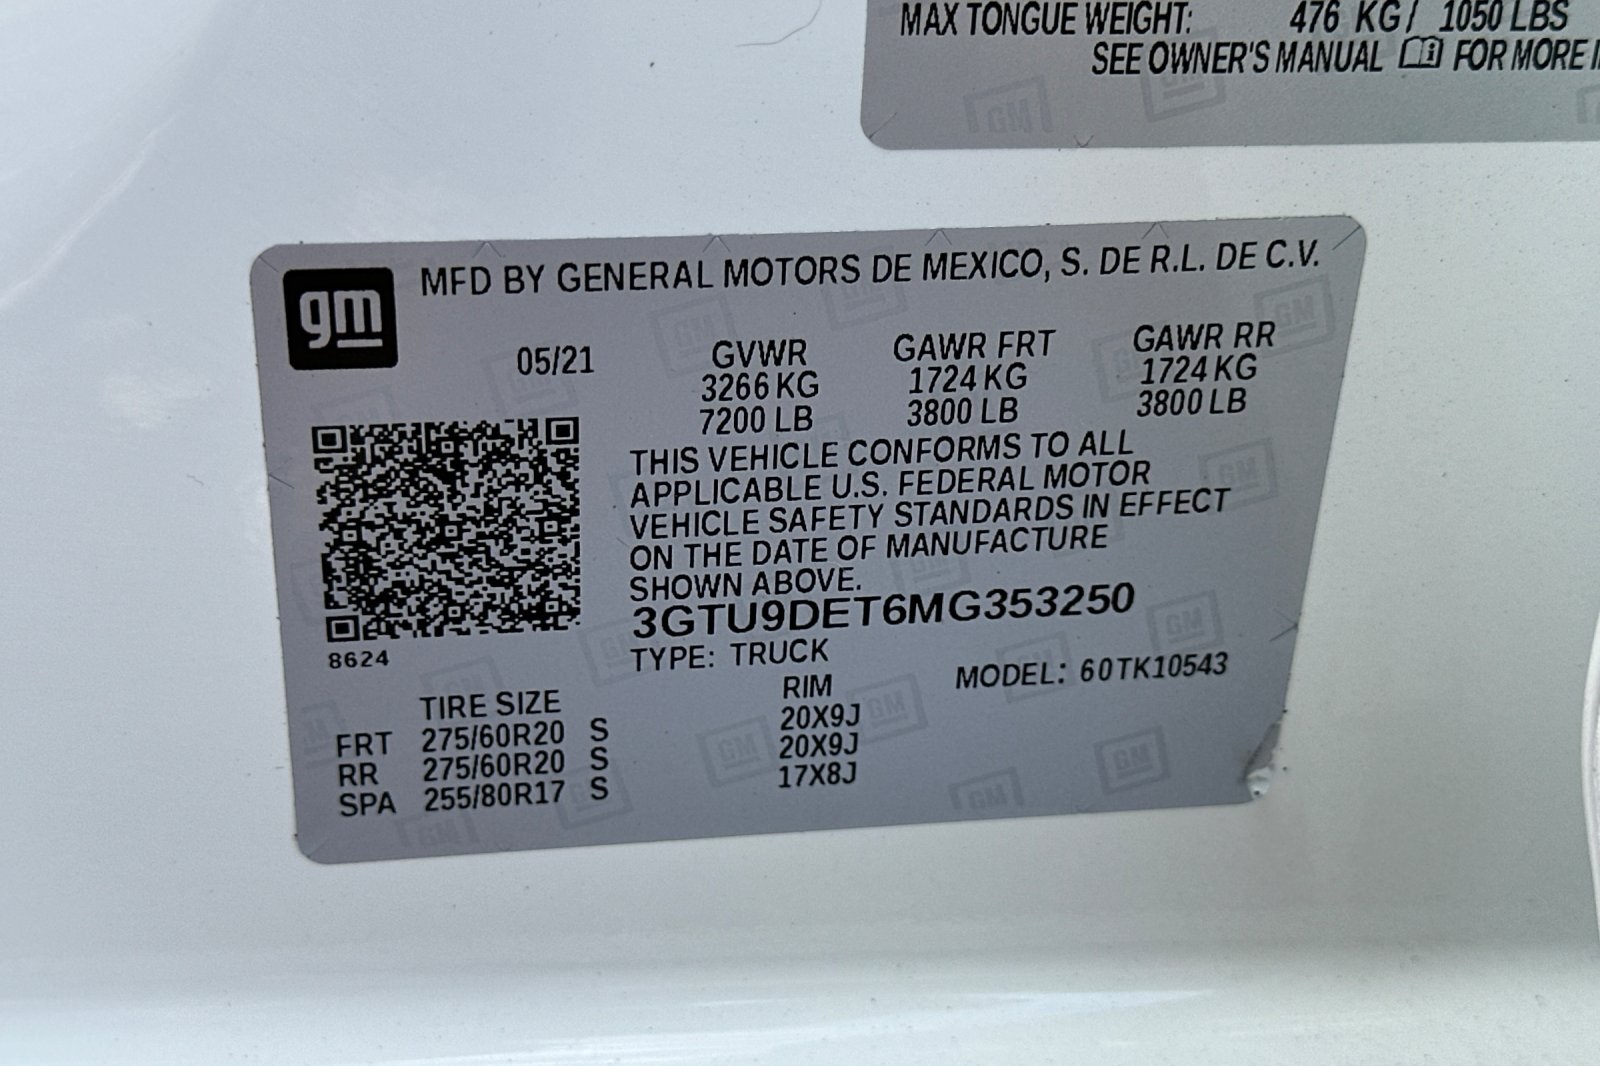 MAX TONGUE WEIGHT: 476 KG/ 1050 LBS
SEE OWNER'S MANUAL FOR MORE
gm
MFD BY GENERAL MOTORS DE MEXICO, S. DE R.L. DE C.V.
05/21 GVWR GAWR FRT GAWR RR
3266 KG 1724 KG 1724 KG
7200 LB 3800 LB 3800 LB
THIS VEHICLE CONFORMS TO ALL
APPLICABLE U.S. FEDERAL MOTOR
VEHICLE SAFETY STANDARDS IN EFFECT
ON THE DATE OF MANUFACTURE
SHOWN ABOVE.
3GTU9DET6MG353250
8624
TYPE: TRUCK
MODEL: 60TK10543
TIRE SIZE RIM
FRT 275/60R20 S 20X9J
RR 275/60R20 S 20X9J
SPA 255/80R17 S 17X8J